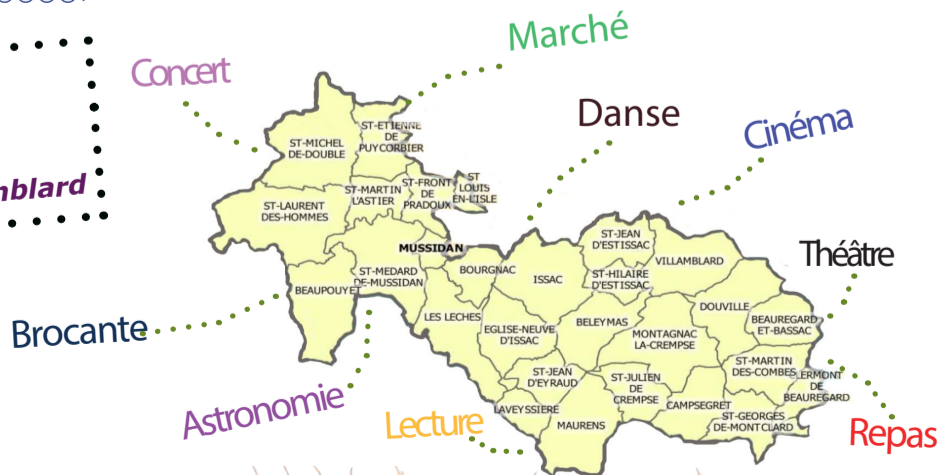 Marché
Concert
Danse
Cinéma
ST-MICHEL
DE-DOUBLE
ST-ETIENNE
DE
PUYCORBIER
ST-LAURENT
DES-HOMMES
ST-MARTIN
L'ASTIER
ST-FRONT
DE
PRADOUX
ST
LOUIS
EN-L'ISLE
MUSSIDAN
ST-MEDARD
DE-MUSSIDAN
BEAUPOUYET
BOURGNAC
LES LECHES
ISSAC
ST-JEAN
D'ESTISSAC
ST-HILAIRE
D'ESTISSAC
VILLAMBLARD
Théâtre
EGLISE-NEUVE
D'ISSAC
BELEYMAS
DOUVILLE
MONTAGNAC
LA-CREMPSE
BEAUREGARD
ET-BASSAC
Brocante
ST-JEAN
D'EYRAUD
ST-JULIEN
DE
CREMPSE
ST-MARTIN
DES-COMBES
LERMONT
DE
BEAUREGARD
LAVEYSSIERE
MAURENS
CAMPSEGRET
ST-GEORGES
DE-MONTCLARD
Astronomie
Lecture
Repas